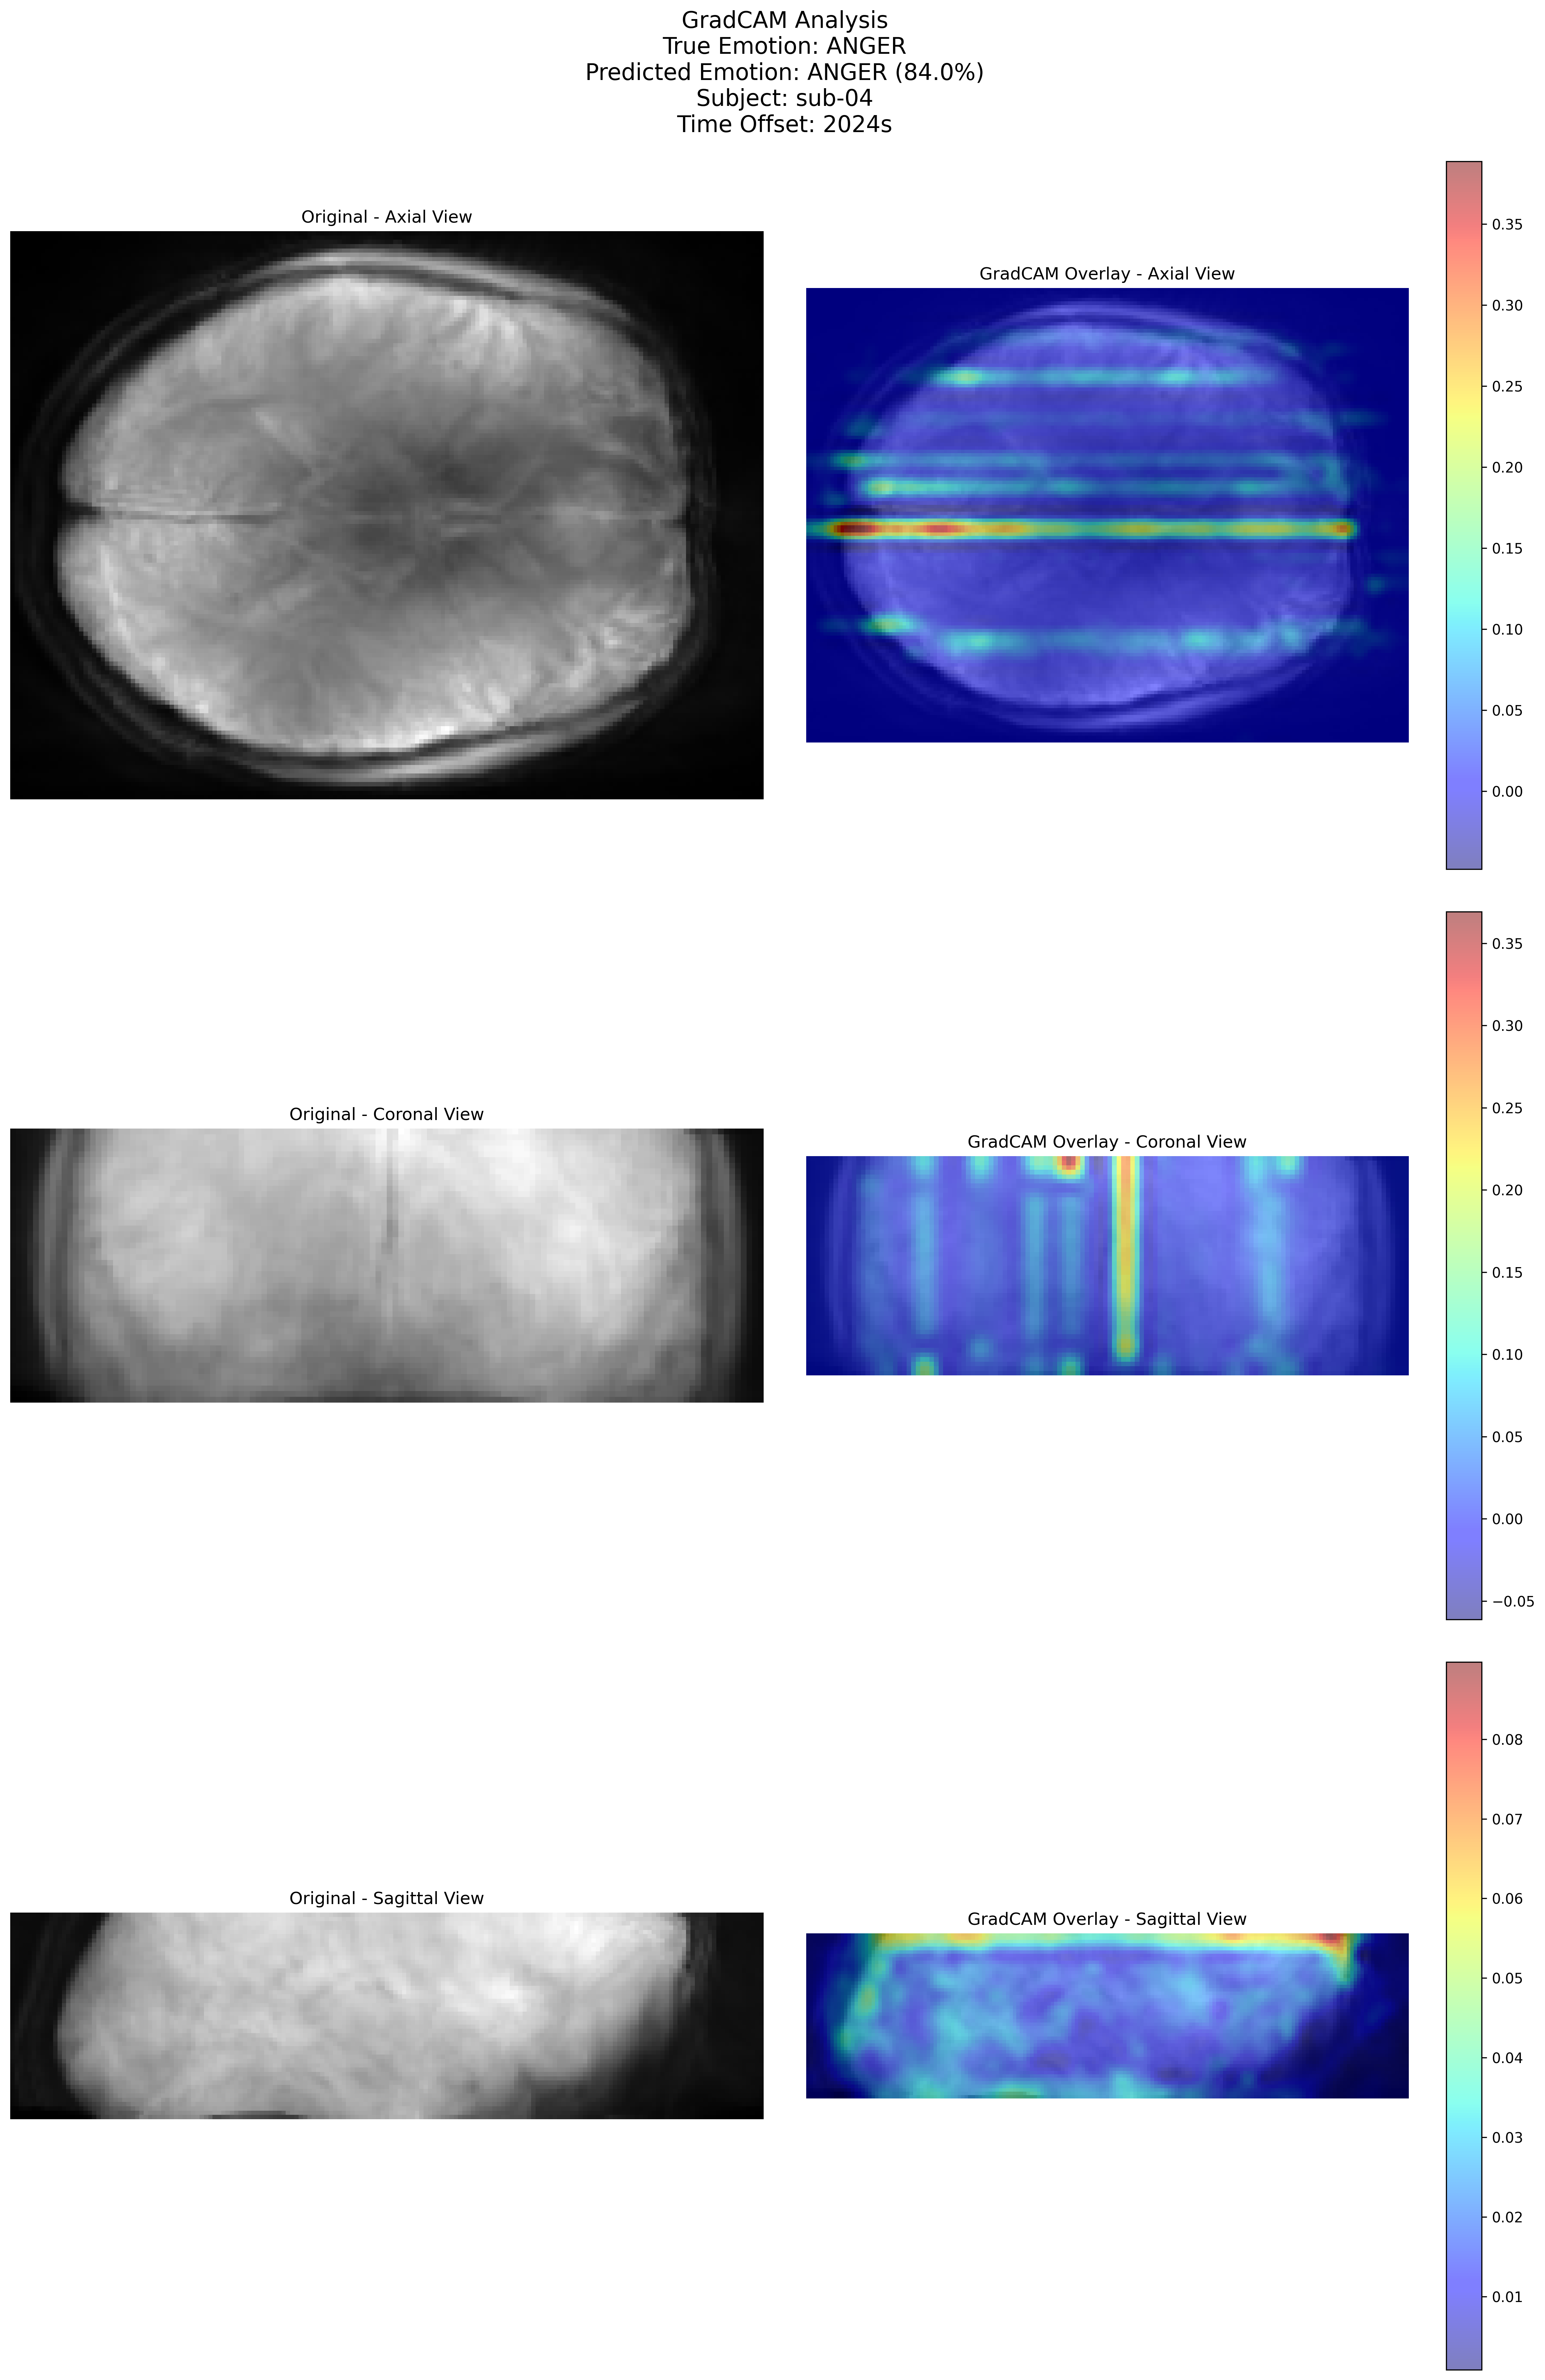 GradCAM Analysis
True Emotion: ANGER
Predicted Emotion: ANGER (84.0%)
Subject: sub-04
Time Offset: 2024s
Original - Axial View
GradCAM Overlay - Axial View
0.35
0.30
0.25
0.20
0.15
0.10
0.05
0.00
Original - Coronal View
GradCAM Overlay - Coronal View
0.35
0.30
0.25
0.20
0.15
0.10
0.05
0.00
−0.05
Original - Sagittal View
GradCAM Overlay - Sagittal View
0.08
0.07
0.06
0.05
0.04
0.03
0.02
0.01